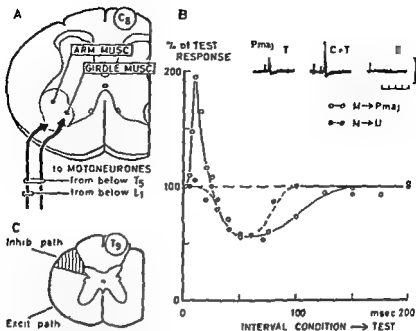 A
C8
ARM MUSC
GIRDLE MUSC
to MOTONEURONES
from below T5
from below L1
C
T9
Inhib path
Excit path
B
% of TEST
RESPONSE
Pmaj
T
C+T
200
100
0
M→Pmaj
M→U
0
100
msec 200
INTERVAL CONDITION → TEST